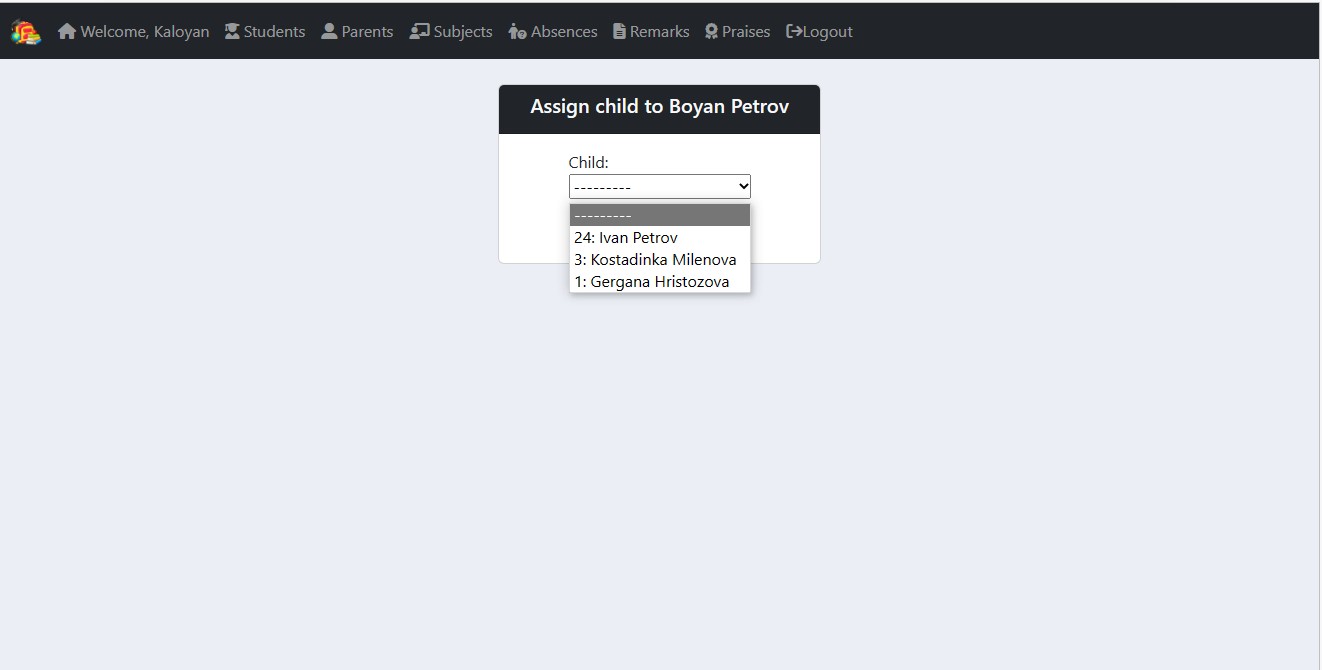 Welcome, Kaloyan Students Parents Subjects Absences Remarks Praises Logout
Assign child to Boyan Petrov
Child:
---------
---------
24: Ivan Petrov
3: Kostadinka Milenova
1: Gergana Hristozova